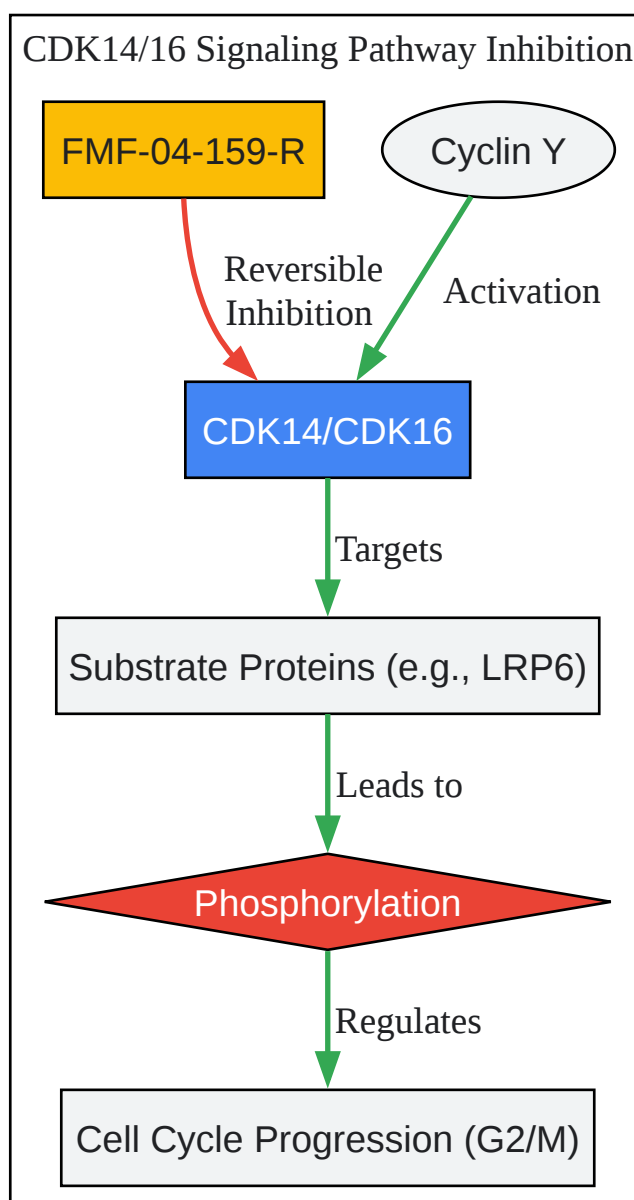 CDK14/16 Signaling Pathway Inhibition
FMF-04-159-R
Cyclin Y
Reversible
Inhibition
Activation
CDK14/CDK16
Targets
Substrate Proteins (e.g., LRP6)
Leads to
Phosphorylation
Regulates
Cell Cycle Progression (G2/M)